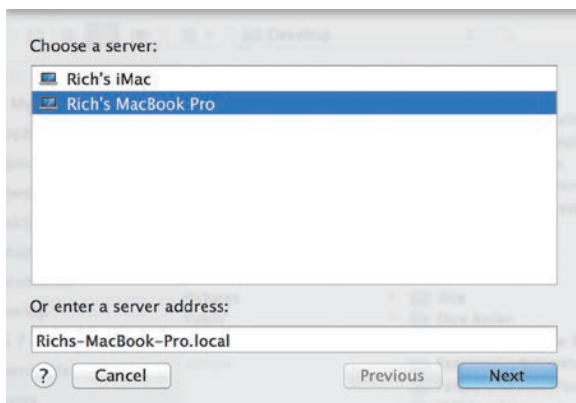 Choose a server:
Rich's iMac
Rich's MacBook Pro
Or enter a server address:
Richs-MacBook-Pro.local
? Cancel Previous Next